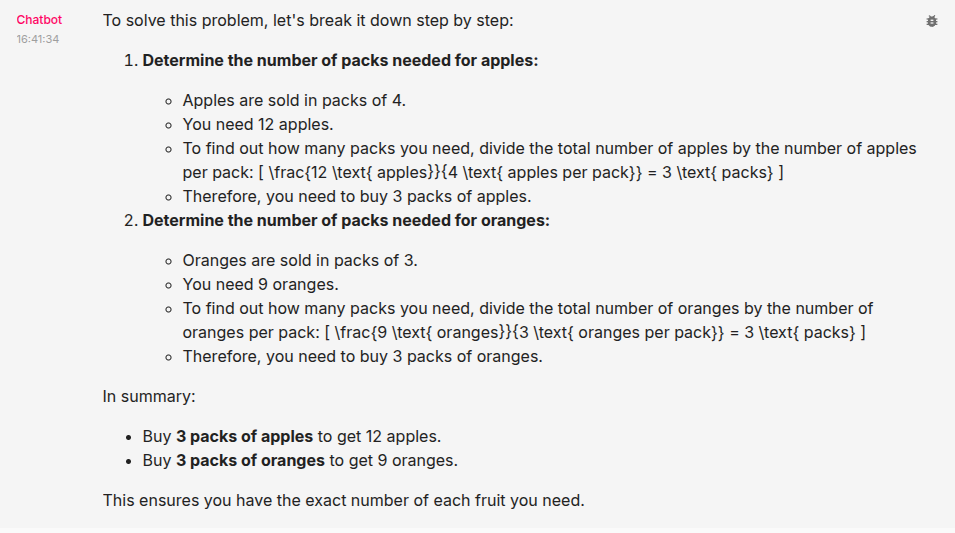 Chatbot
16:41:34
To solve this problem, let's break it down step by step:
1. Determine the number of packs needed for apples:
Apples are sold in packs of 4.
You need 12 apples.
To find out how many packs you need, divide the total number of apples by the number of apples
per pack: [ \frac{12 \text{ apples}}{4 \text{ apples per pack}} = 3 \text{ packs} ]
Therefore, you need to buy 3 packs of apples.
2. Determine the number of packs needed for oranges:
Oranges are sold in packs of 3.
You need 9 oranges.
To find out how many packs you need, divide the total number of oranges by the number of
oranges per pack: [ \frac{9 \text{ oranges}}{3 \text{ oranges per pack}} = 3 \text{ packs} ]
Therefore, you need to buy 3 packs of oranges.
In summary:
Buy 3 packs of apples to get 12 apples.
Buy 3 packs of oranges to get 9 oranges.
This ensures you have the exact number of each fruit you need.